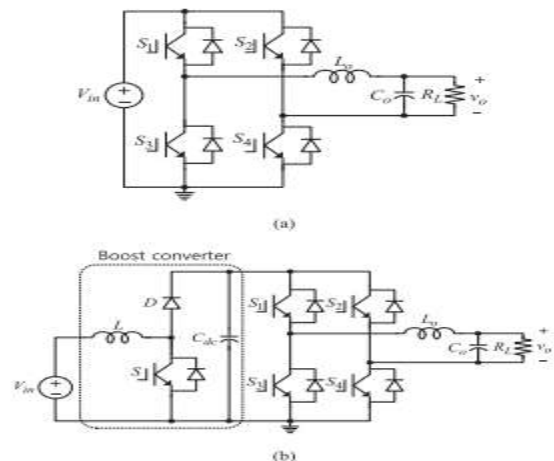 S1 S2
Lo
+
Vin Co RL vo
-
S3 S4
(a)
Boost converter
D
S1 S2
L Lo
Cdc +
S Co RL vo
Vin
S3 S4 -
(b)